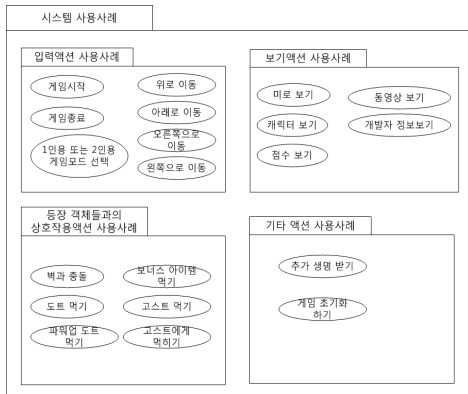 시스템 사용사례
입력액션 사용사례
게임시작
위로 이동
게임종료
아래로 이동
1인용 또는 2인용
게임모드 선택
오른쪽으로
이동
왼쪽으로 이동
보기액션 사용사례
미로 보기
동영상 보기
캐릭터 보기
개발자 정보보기
점수 보기
등장 객체들과의
상호작용액션 사용사례
벽과 충돌
보너스 아이템
먹기
도트 먹기
고스트 먹기
파워업 도트
먹기
고스트에게
먹히기
기타 액션 사용사례
추가 생명 받기
게임 초기화
하기